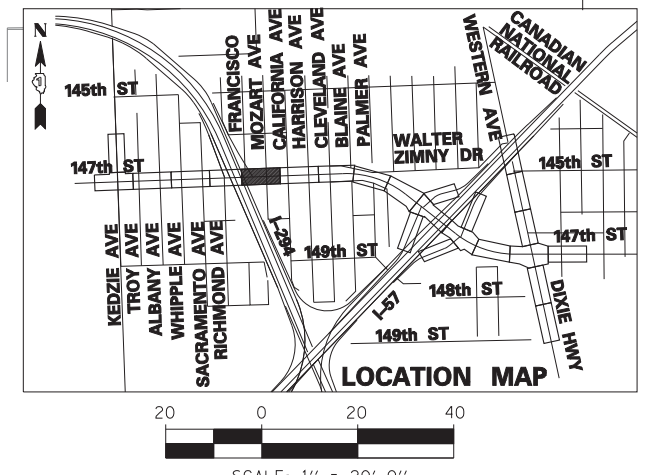 N
CANADIAN
NATIONAL
RAILROAD
WESTERN AVE
FRANCISCO
MOZART AVE
CALIFORNIA AVE
HARRISON AVE
CLEVELAND AVE
BLAINE AVE
PALMER AVE
145th ST
WALTER
ZIMNY DR
147th ST
145th ST
KEDZIE AVE
TROY AVE
ALBANY AVE
WHIPPLE AVE
SACRAMENTO AVE
RICHMOND AVE
I-294
149th ST
147th ST
I-57
148th ST
DIXIE HWY
149th ST
LOCATION MAP
20 0 20 40